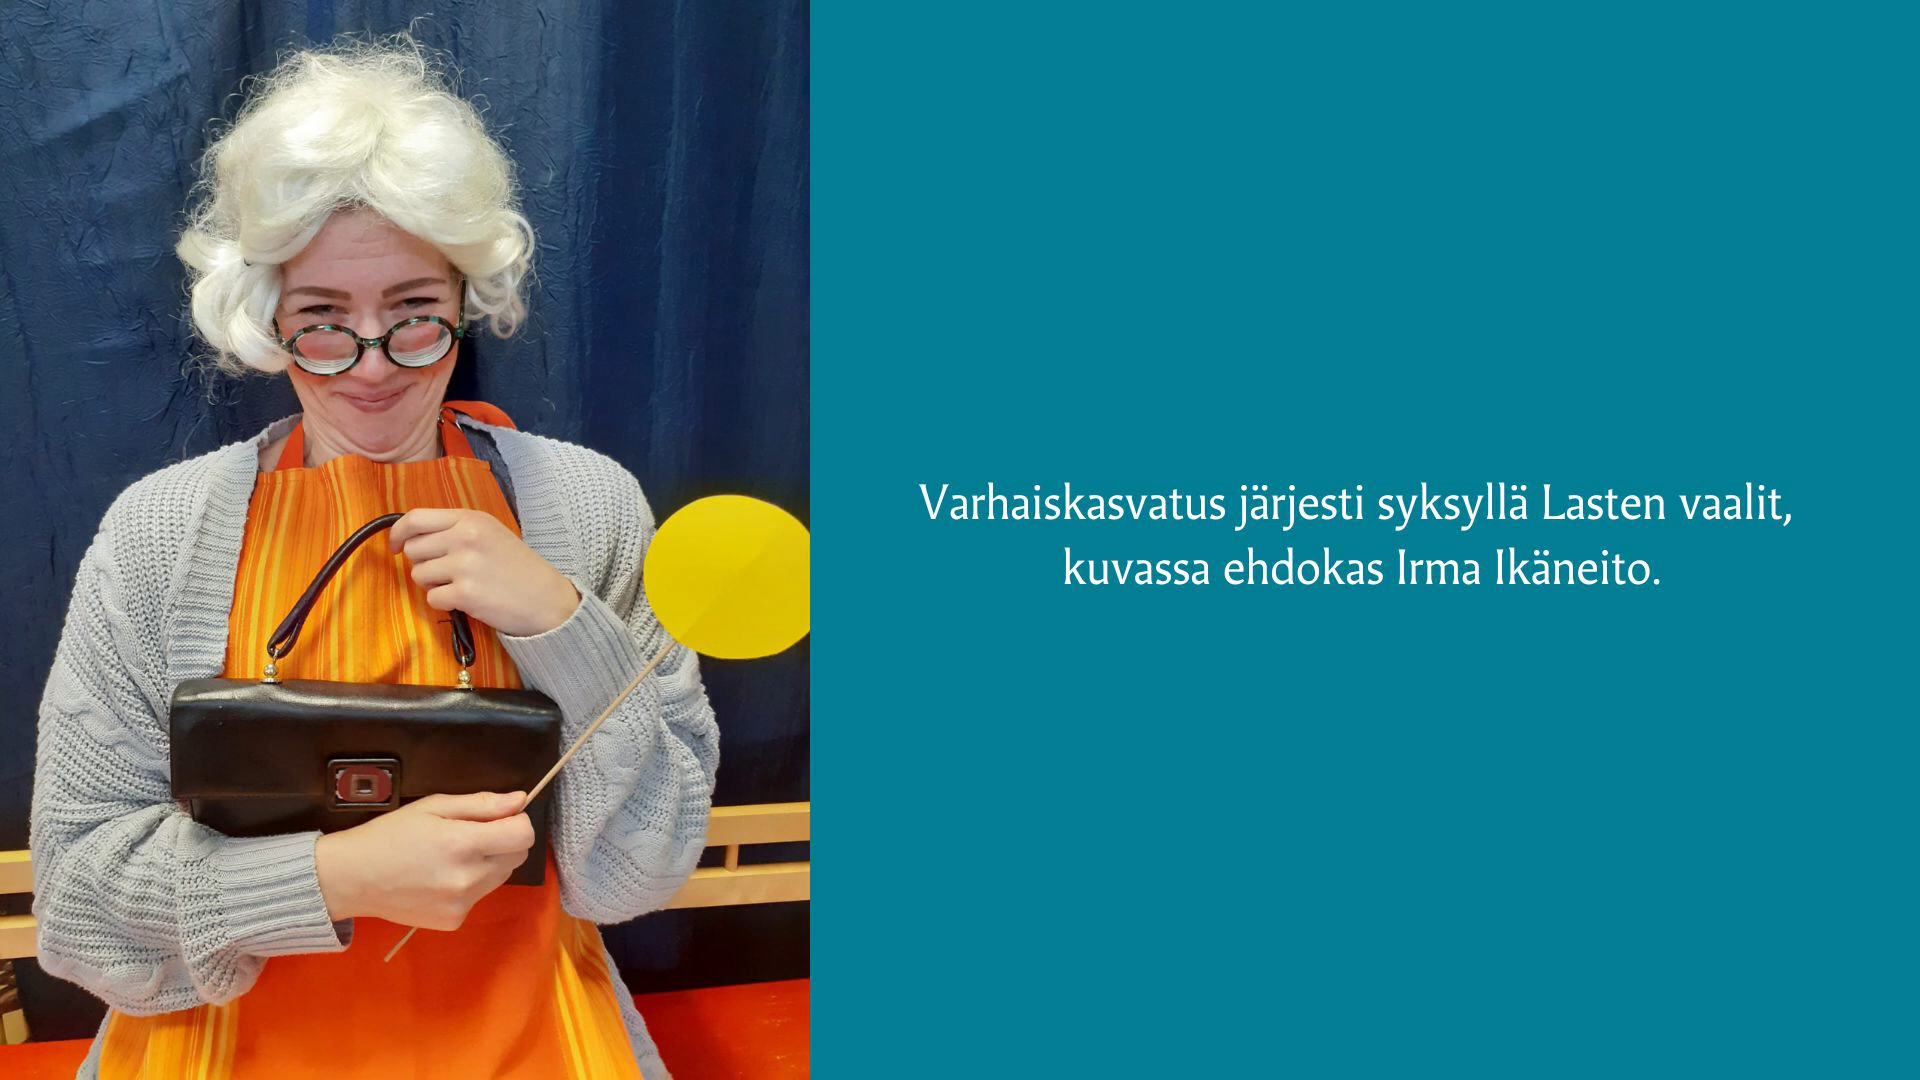 Varhaiskasvatus järjesti syksyllä Lasten vaalit,
kuvassa ehdokas Irma Ikäneito.